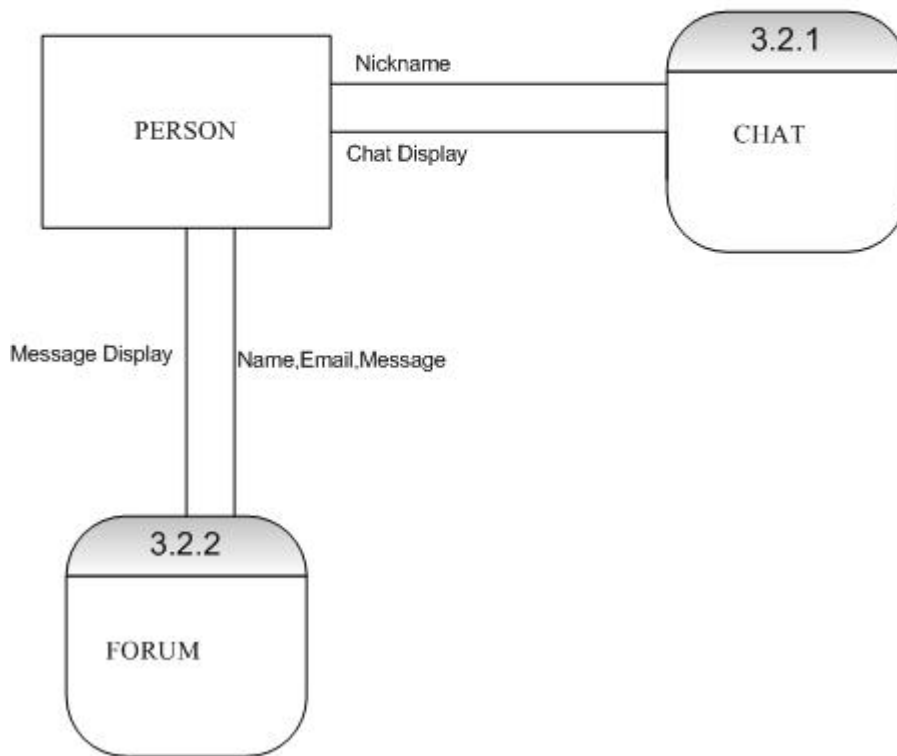 3.2.1
Nickname
PERSON
CHAT
Chat Display
Message Display
Name,Email,Message
3.2.2
FORUM